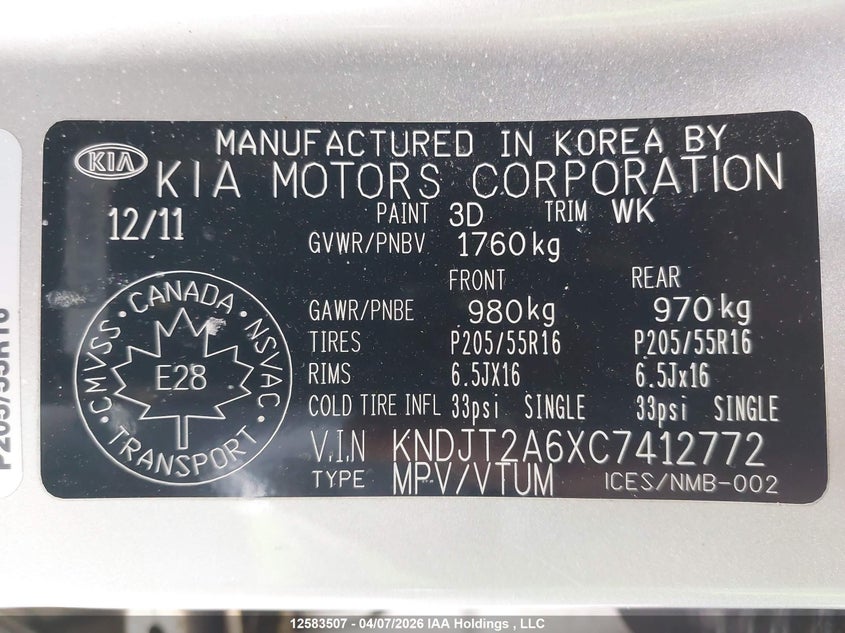 MANUFACTURED IN KOREA BY
KIA KIA MOTORS CORPORATION
12/11 PAINT 3D TRIM WK
GVWR/PNBV 1760kg
FRONT REAR
GAWR/PNBE 980kg 970kg
TIRES P205/55R16 P205/55R16
RIMS 6.5JX16 6.5Jx16
COLD TIRE INFL 33psi SINGLE 33psi SINGLE
V.I.N KNDJT2A6XC7412772
TYPE MPV/VTUM ICES/NMB-002
CMVSS · CANADA · NSVAC · TRANSPORT ·
E28
P205/55R16
12583507 - 04/07/2026 IAA Holdings , LLC